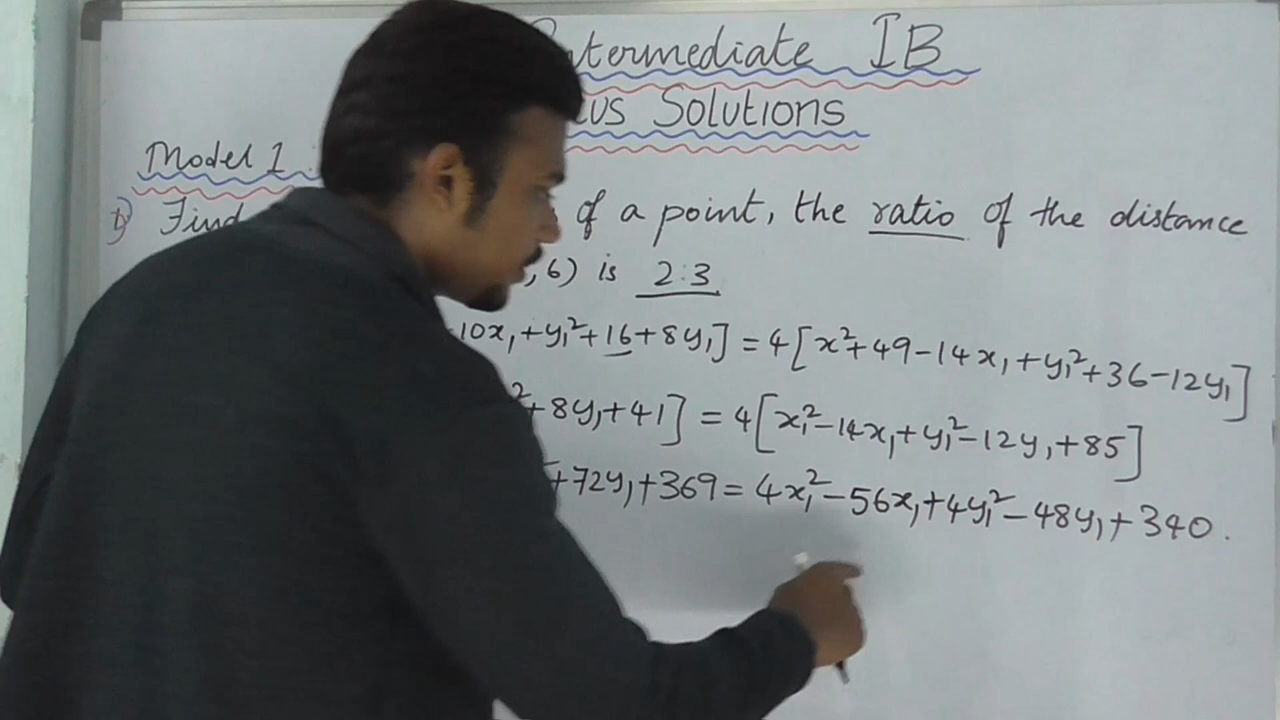 Intermediate IB
Solutions
Model 1
1) Find of a point, the ratio of the distance
, 6) is 2:3
10x₁ + y₁² + 16 + 8y₁] = 4[x² + 49 - 14x₁ + y₁² + 36 - 12y₁]
² + 8y₁ + 41] = 4[x₁² - 14x₁ + y₁² - 12y₁ + 85]
+ 72y₁ + 369 = 4x₁² - 56x₁ + 4y₁² - 48y₁ + 340.